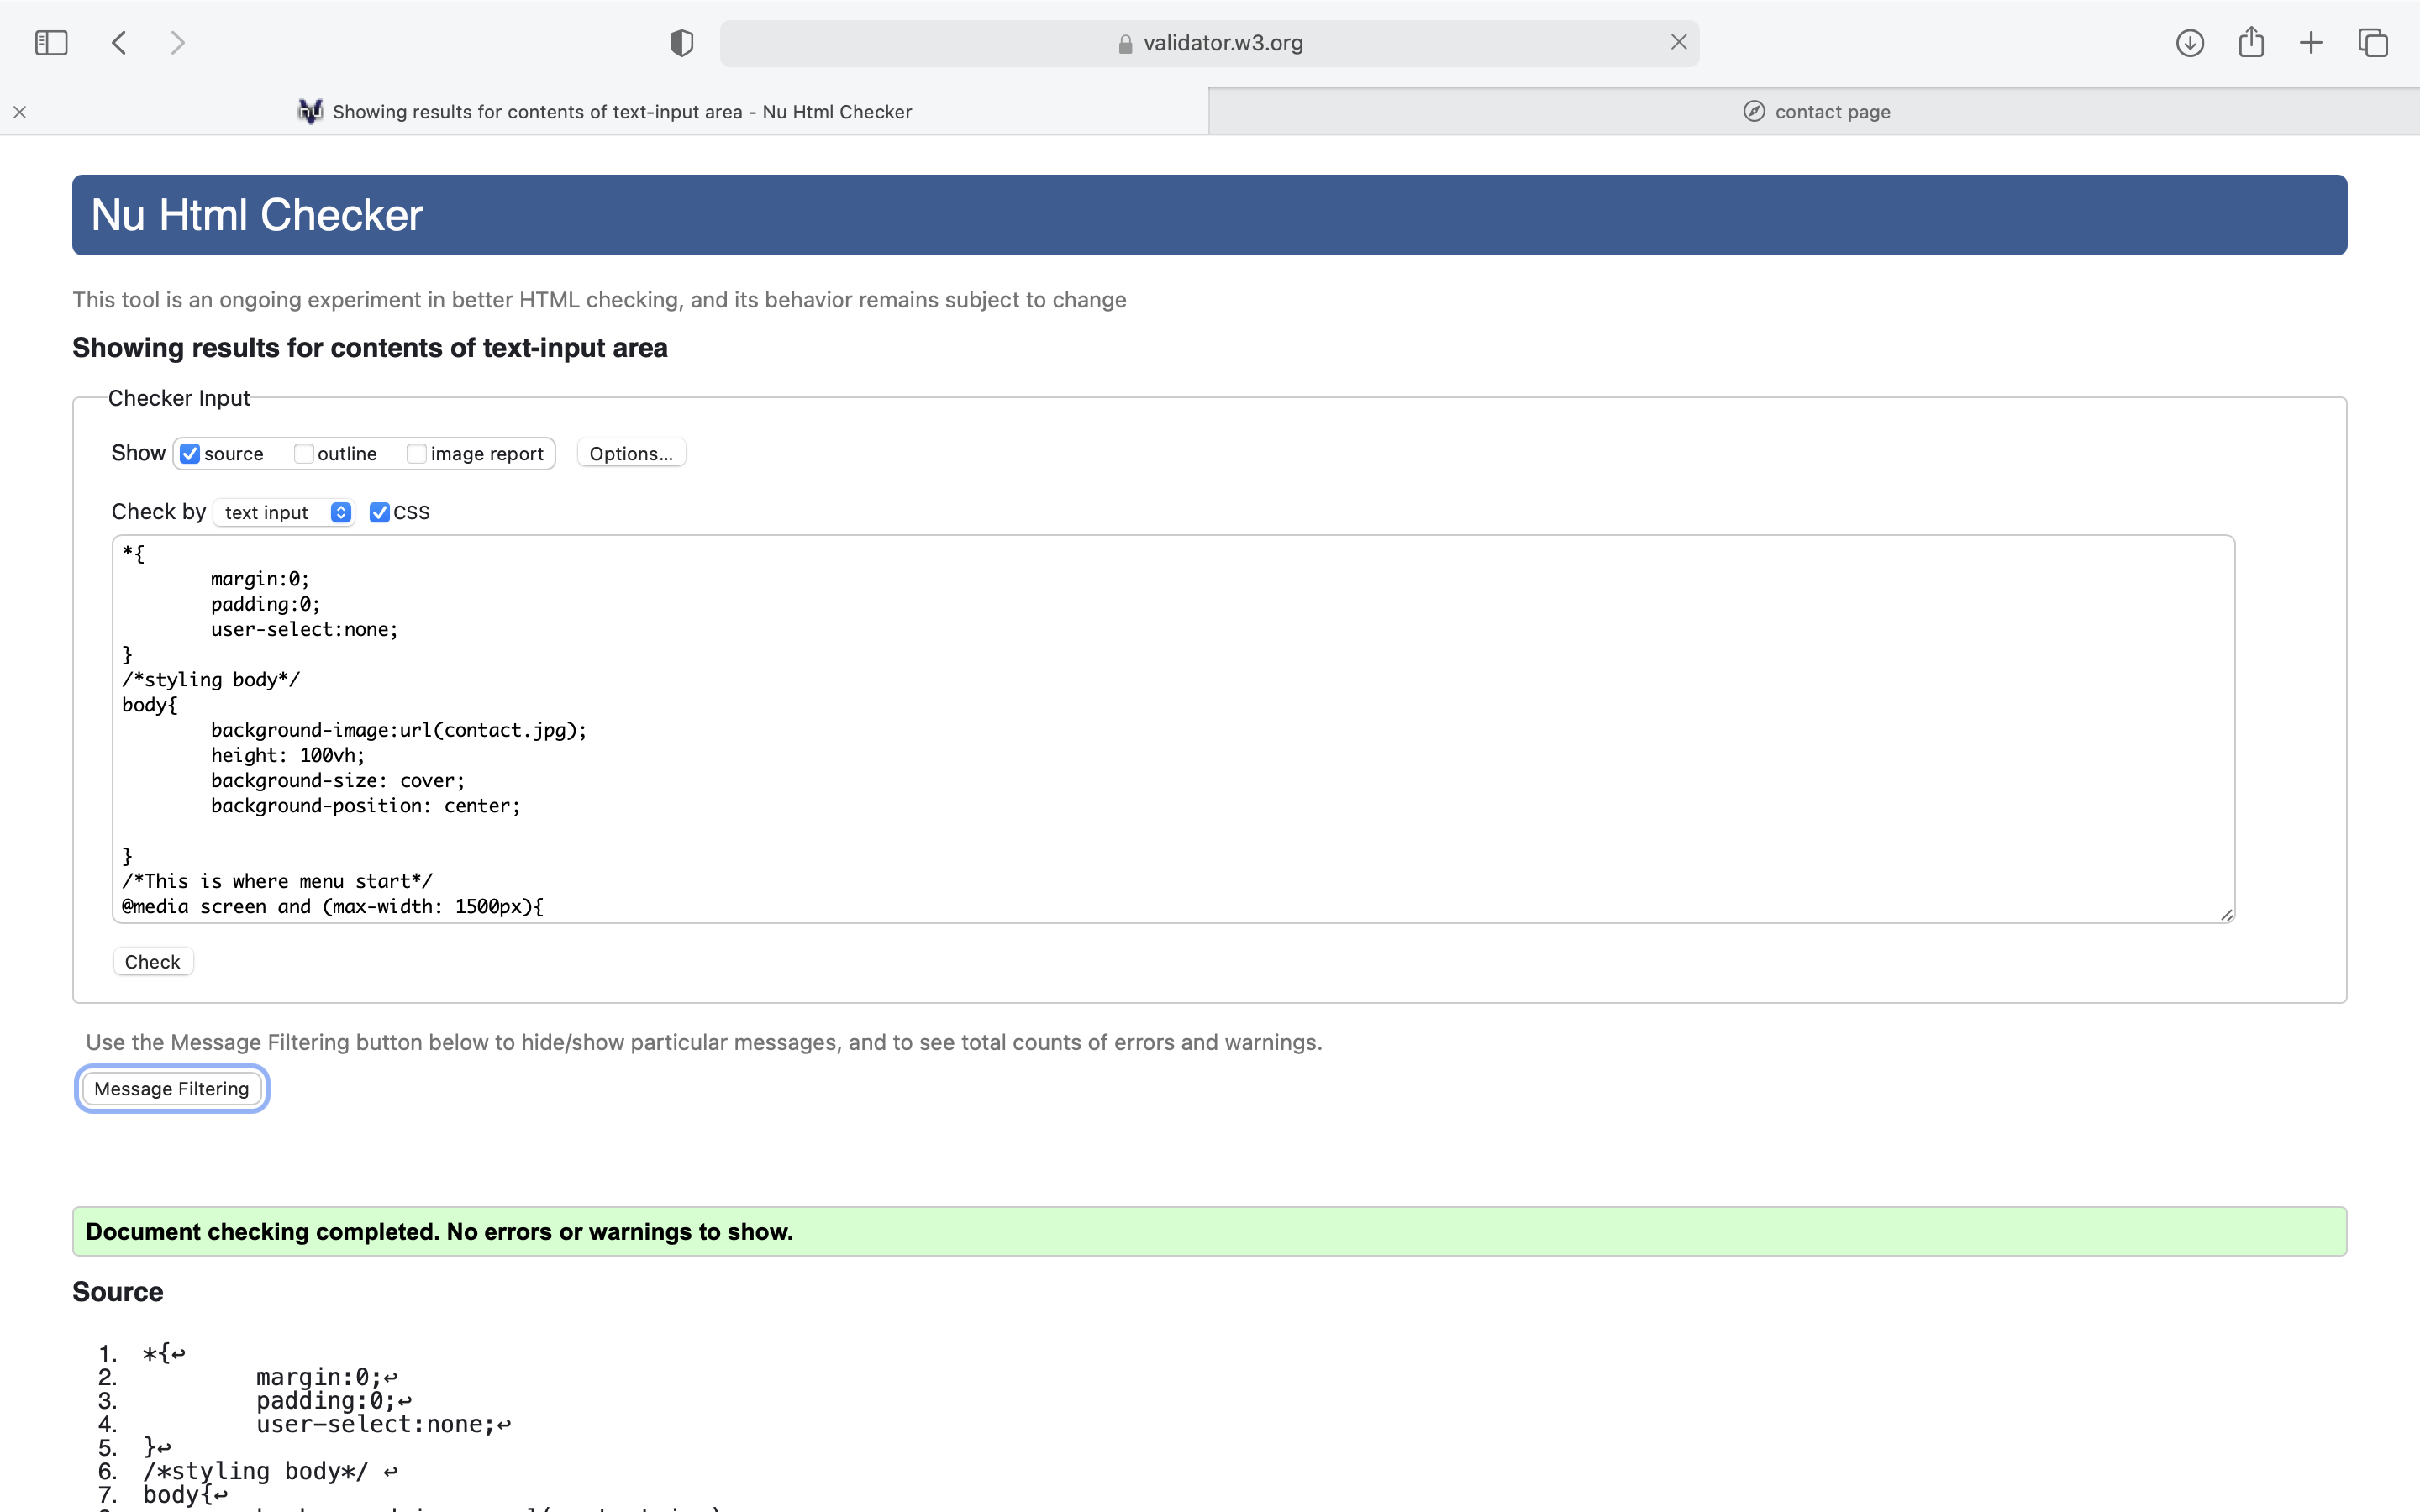 validator.w3.org
Showing results for contents of text-input area - Nu Html Checker
contact page
Nu Html Checker
This tool is an ongoing experiment in better HTML checking, and its behavior remains subject to change
Showing results for contents of text-input area
Checker Input
Show source outline image report Options...
Check by text input CSS
*{
margin:0;
padding:0;
user-select:none;
}
/*styling body*/
body{
background-image:url(contact.jpg);
height: 100vh;
background-size: cover;
background-position: center;
}
/*This is where menu start*/
@media screen and (max-width: 1500px){
Check
Use the Message Filtering button below to hide/show particular messages, and to see total counts of errors and warnings.
Message Filtering
Document checking completed. No errors or warnings to show.
Source
1. *{↩
2. margin:0;↩
3. padding:0;↩
4. user-select:none;↩
5. }↩
6. /*styling body*/ ↩
7. body{↩